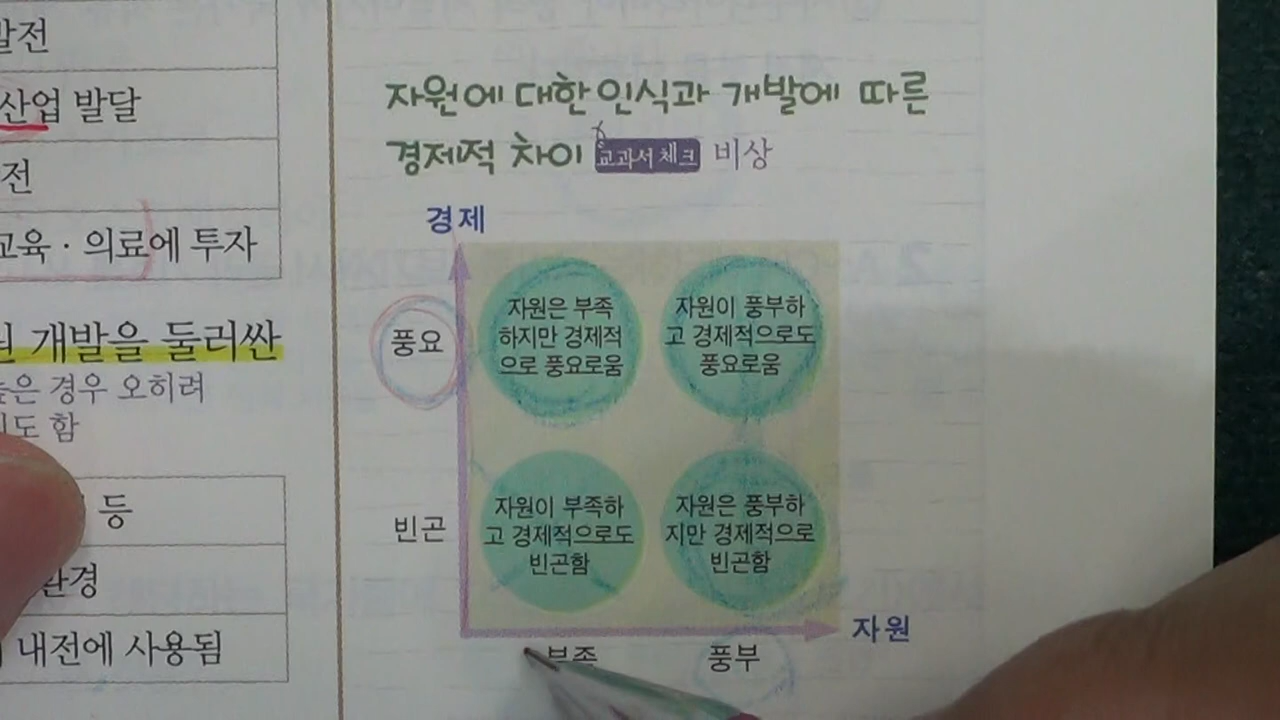 발전
산업 발달
전
교육 · 의료에 투자
개발을 둘러싼
높은 경우 오히려
도 함
등
환경
내전에 사용됨
자원에 대한 인식과 개발에 따른
경제적 차이 교과서 체크 비상
경제
풍요
자원은 부족
하지만 경제적
으로 풍요로움
자원이 풍부하
고 경제적으로도
풍요로움
빈곤
자원이 부족하
고 경제적으로도
빈곤함
자원은 풍부하
지만 경제적으로
빈곤함
자원
부족
풍부